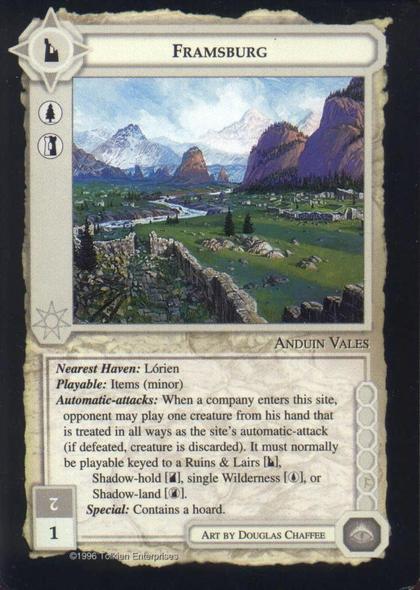 FRAMSBURG
ANDUIN VALES
Nearest Haven: Lórien
Playable: Items (minor)
Automatic-attacks: When a company enters this site,
opponent may play one creature from his hand that
is treated in all ways as the site's automatic-attack
(if defeated, creature is discarded). It must normally
be playable keyed to a Ruins & Lairs [],
Shadow-hold [], single Wilderness [], or
Shadow-land [].
Special: Contains a hoard.
2
1
ART BY DOUGLAS CHAFFEE
©1996 Tolkien Enterprises